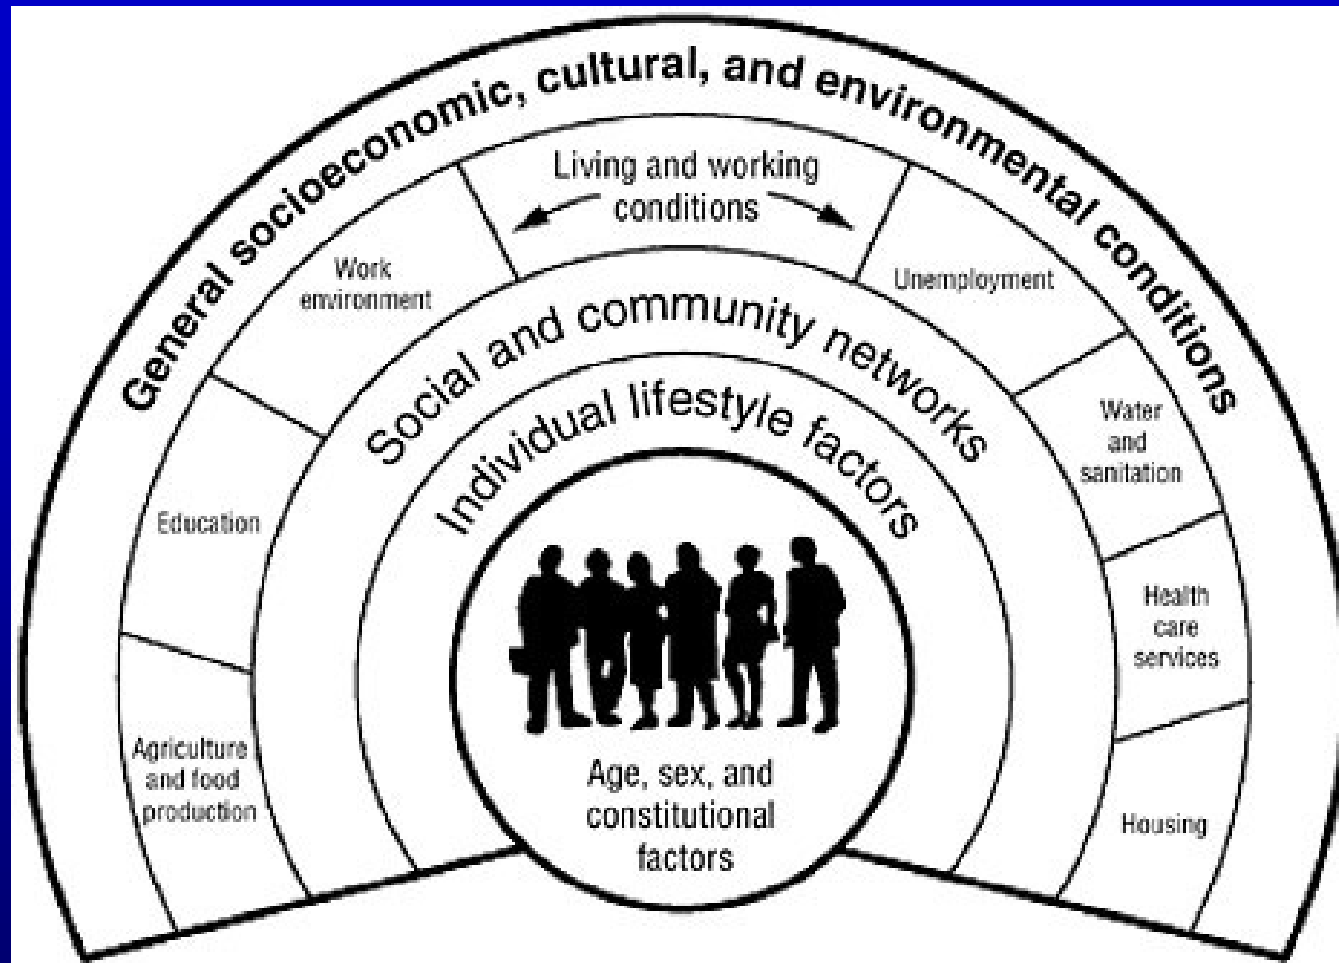 General socioeconomic, cultural, and environmental conditions
Living and working
conditions
Work
environment
Unemployment
Social and community networks
Individual lifestyle factors
Water
and
sanitation
Education
Health
care
services
Agriculture
and food
production
Housing
Age, sex, and
constitutional
factors